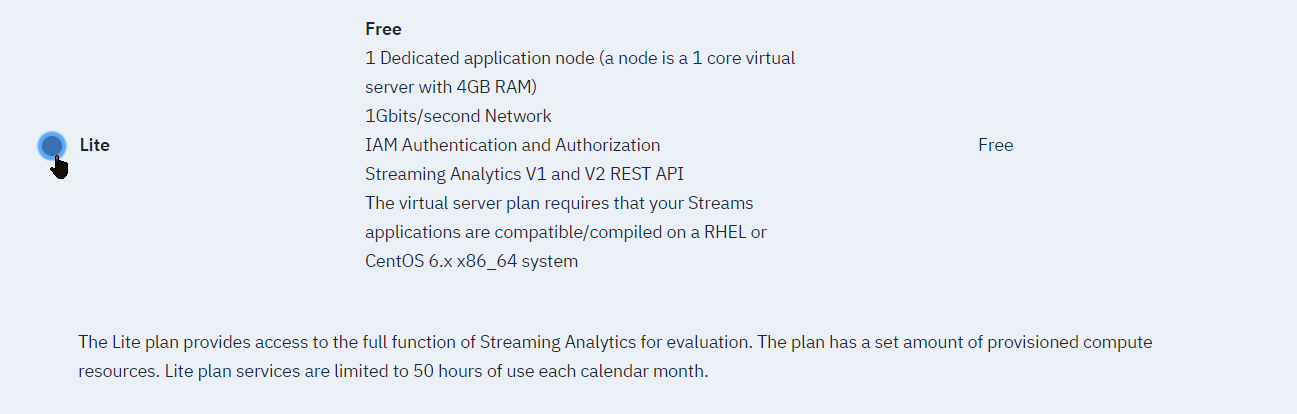 Free
1 Dedicated application node (a node is a 1 core virtual
server with 4GB RAM)
1Gbits/second Network
Lite
IAM Authentication and Authorization
Free
Streaming Analytics V1 and V2 REST API
The virtual server plan requires that your Streams
applications are compatible/compiled on a RHEL or
CentOS 6.x x86_64 system
The Lite plan provides access to the full function of Streaming Analytics for evaluation. The plan has a set amount of provisioned compute
resources. Lite plan services are limited to 50 hours of use each calendar month.